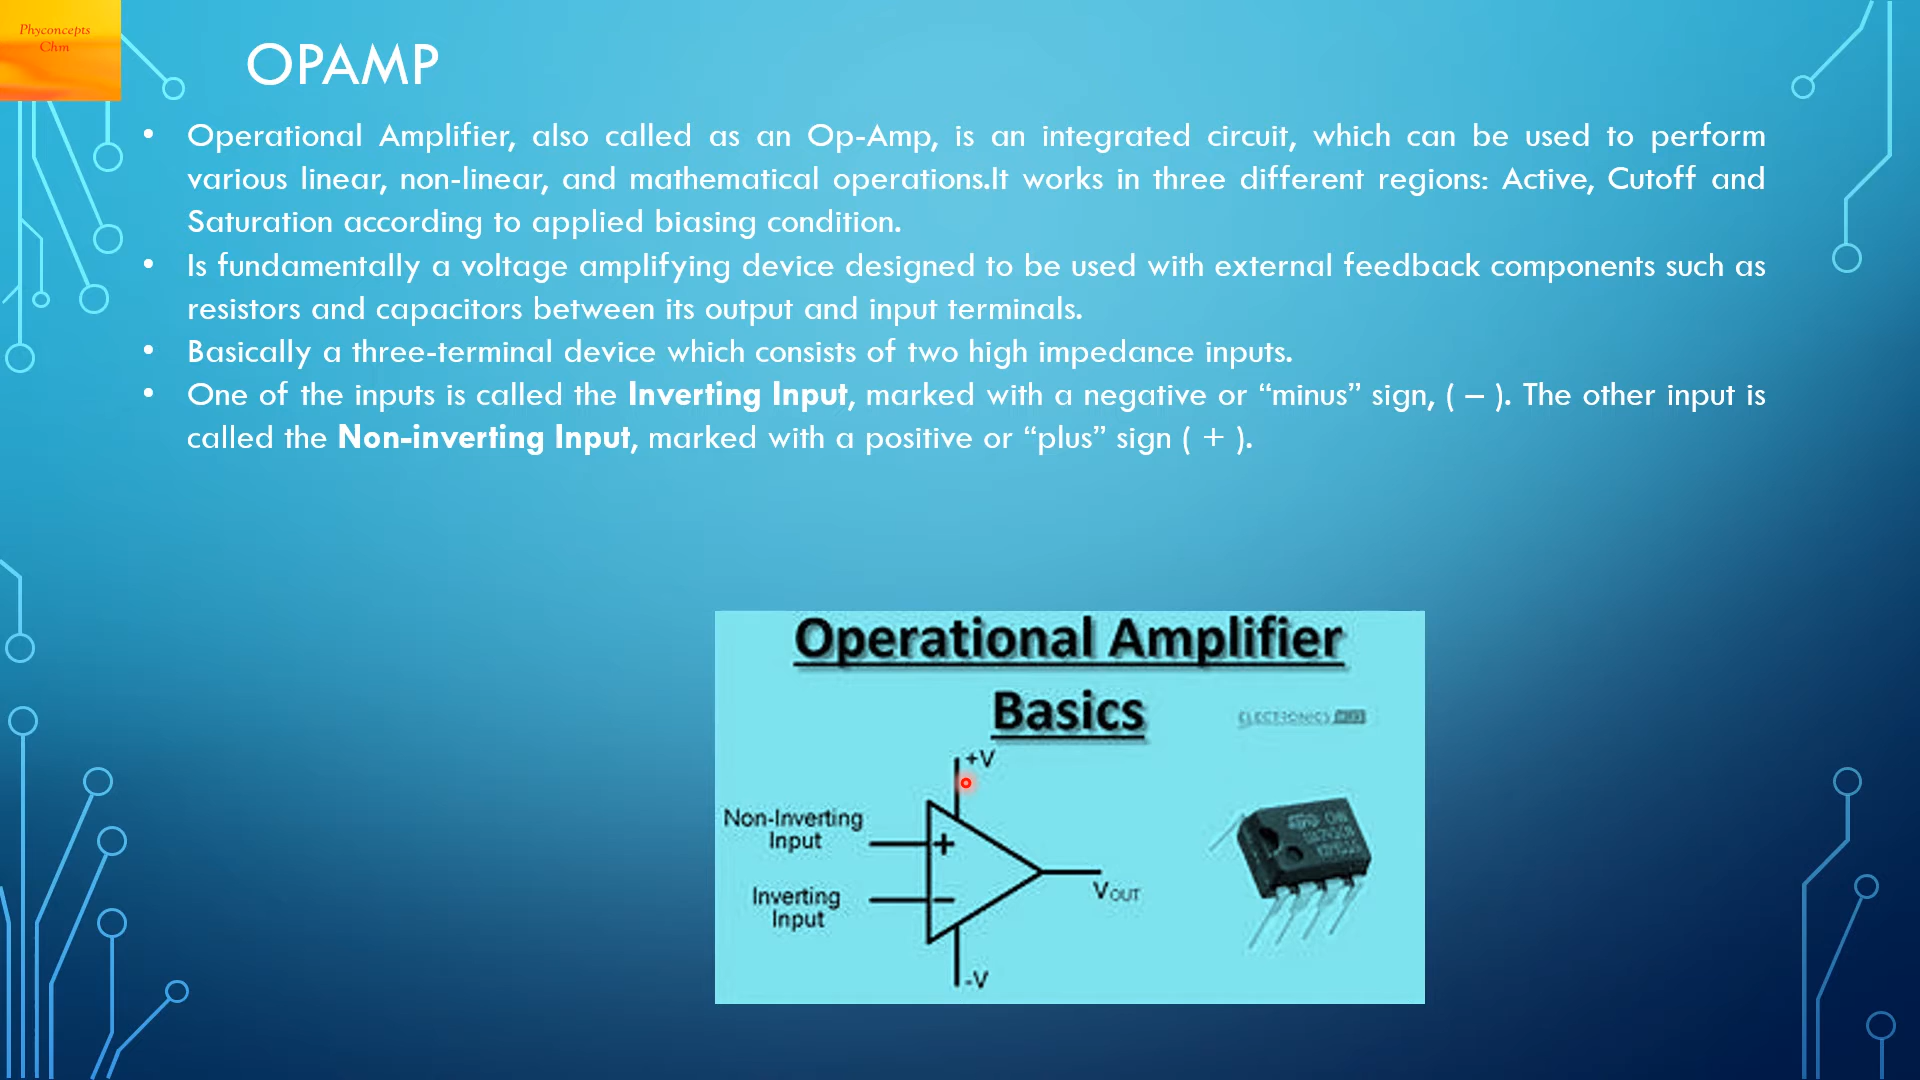 Phyconcepts
Chm
OPAMP
• Operational Amplifier, also called as an Op-Amp, is an integrated circuit, which can be used to perform
various linear, non-linear, and mathematical operations.It works in three different regions: Active, Cutoff and
Saturation according to applied biasing condition.
• Is fundamentally a voltage amplifying device designed to be used with external feedback components such as
resistors and capacitors between its output and input terminals.
• Basically a three-terminal device which consists of two high impedance inputs.
• One of the inputs is called the Inverting Input, marked with a negative or “minus” sign, ( – ). The other input is
called the Non-inverting Input, marked with a positive or “plus” sign ( + ).
Operational Amplifier
Basics
ELECTRONICS
+V
Non-Inverting
Input
+
Inverting
Input
−
VOUT
-V